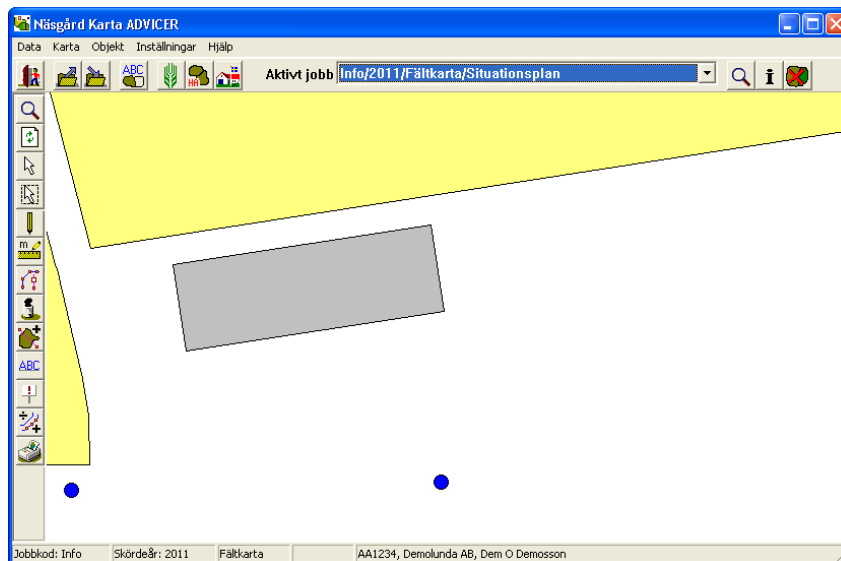 Näsgård Karta ADVICER
Data Karta Objekt Inställningar Hjälp
ABC HA Aktivt jobb Info/2011/Fältkarta/Situationsplan i
m
ABC
Jobbkod: Info Skördeår: 2011 Fältkarta AA1234, Demolunda AB, Dem O Demosson